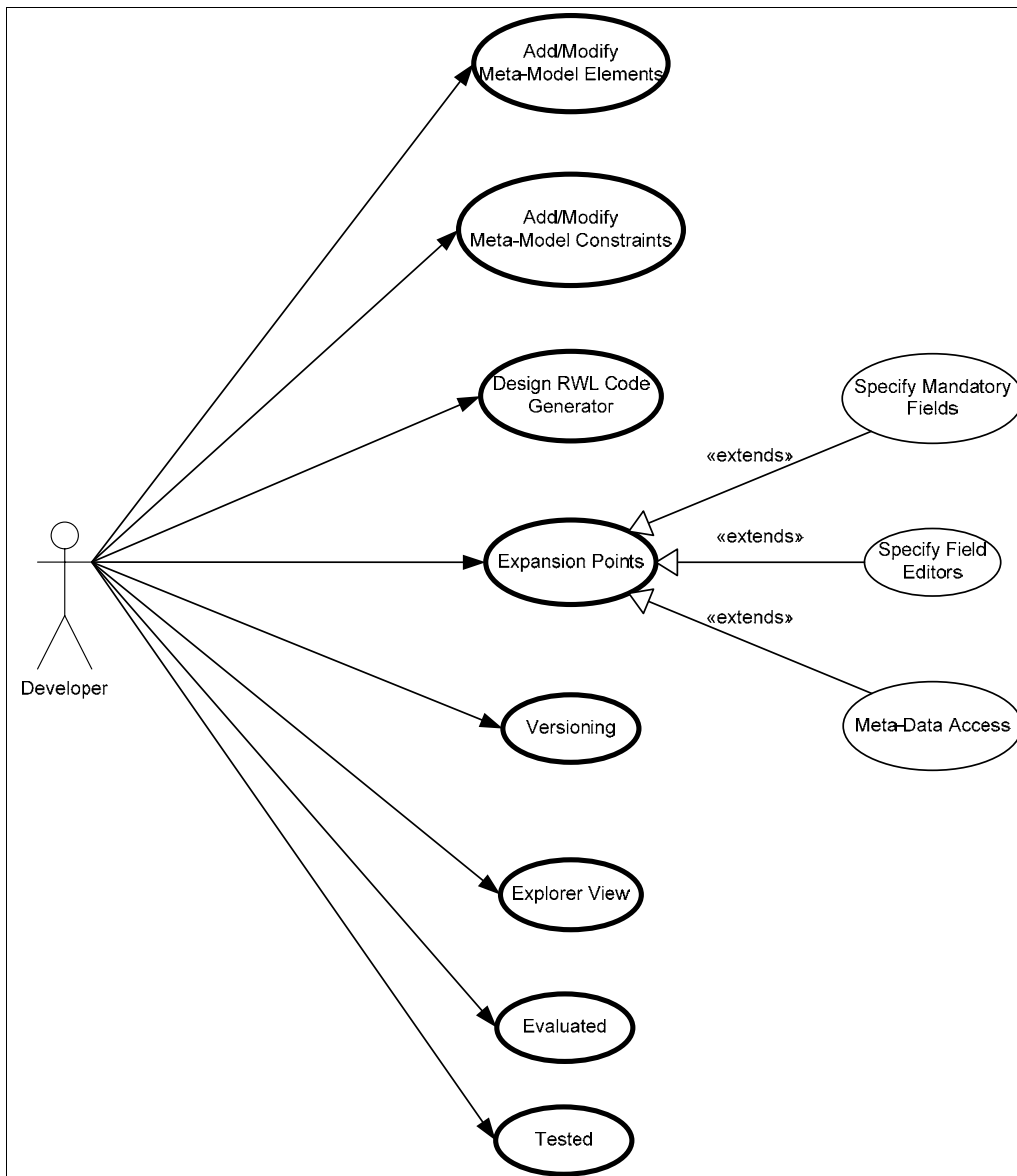 Add/Modify
Meta-Model Elements
Add/Modify
Meta-Model Constraints
Design RWL Code
Generator
Specify Mandatory
Fields
«extends»
Expansion Points
«extends»
Specify Field
Editors
«extends»
Developer
Versioning
Meta-Data Access
Explorer View
Evaluated
Tested